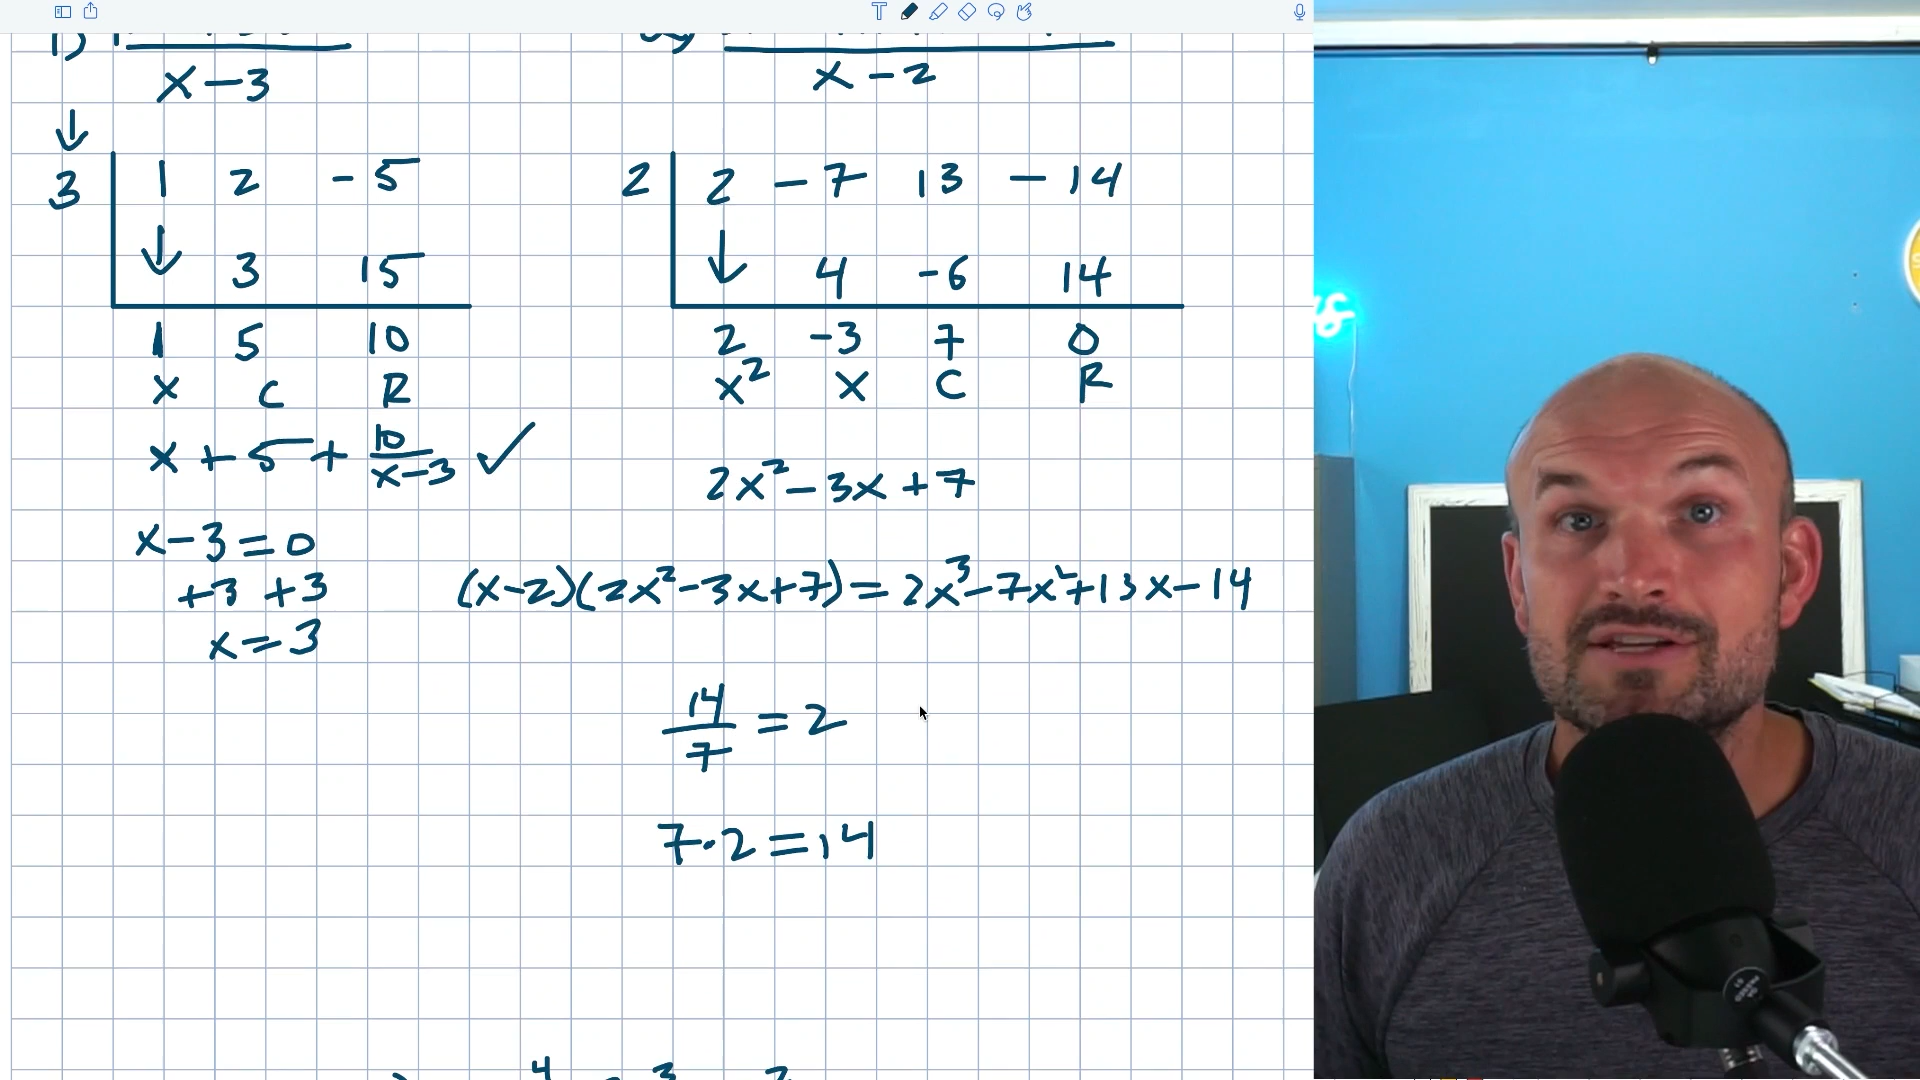 1)
x-3
3 1 2 -5
3 15
1 5 10
x c R
x + 5 + 10/(x-3) ✓
x-3=0
+3 +3
x=3
x-2
2 2 -7 13 -14
4 -6 14
2 -3 7 0
x² x c R
2x²-3x+7
(x-2)(2x²-3x+7)=2x³-7x²+13x-14
14/7 = 2
7·2=14